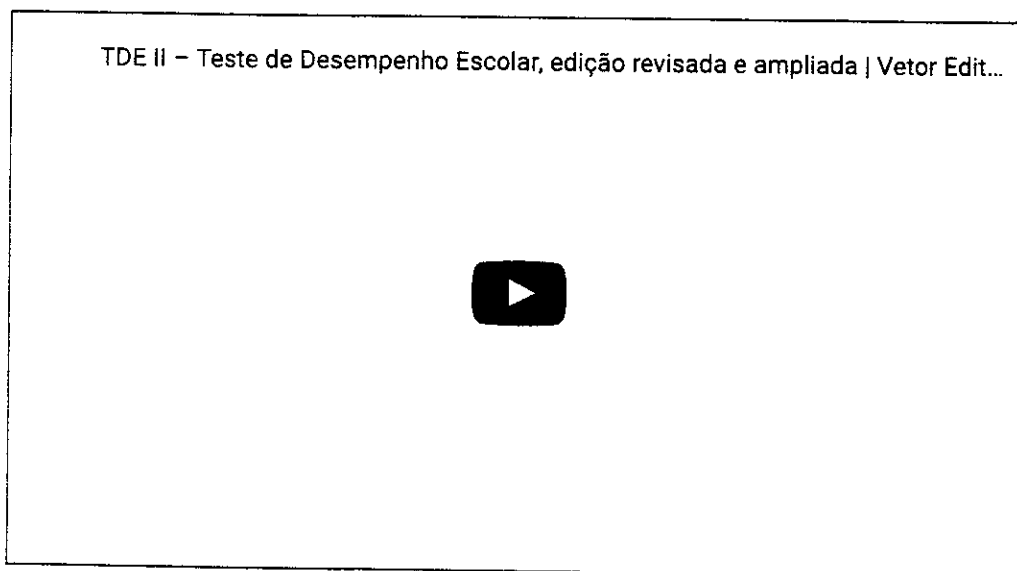 TDE II – Teste de Desempenho Escolar, edição revisada e ampliada | Vetor Edit...